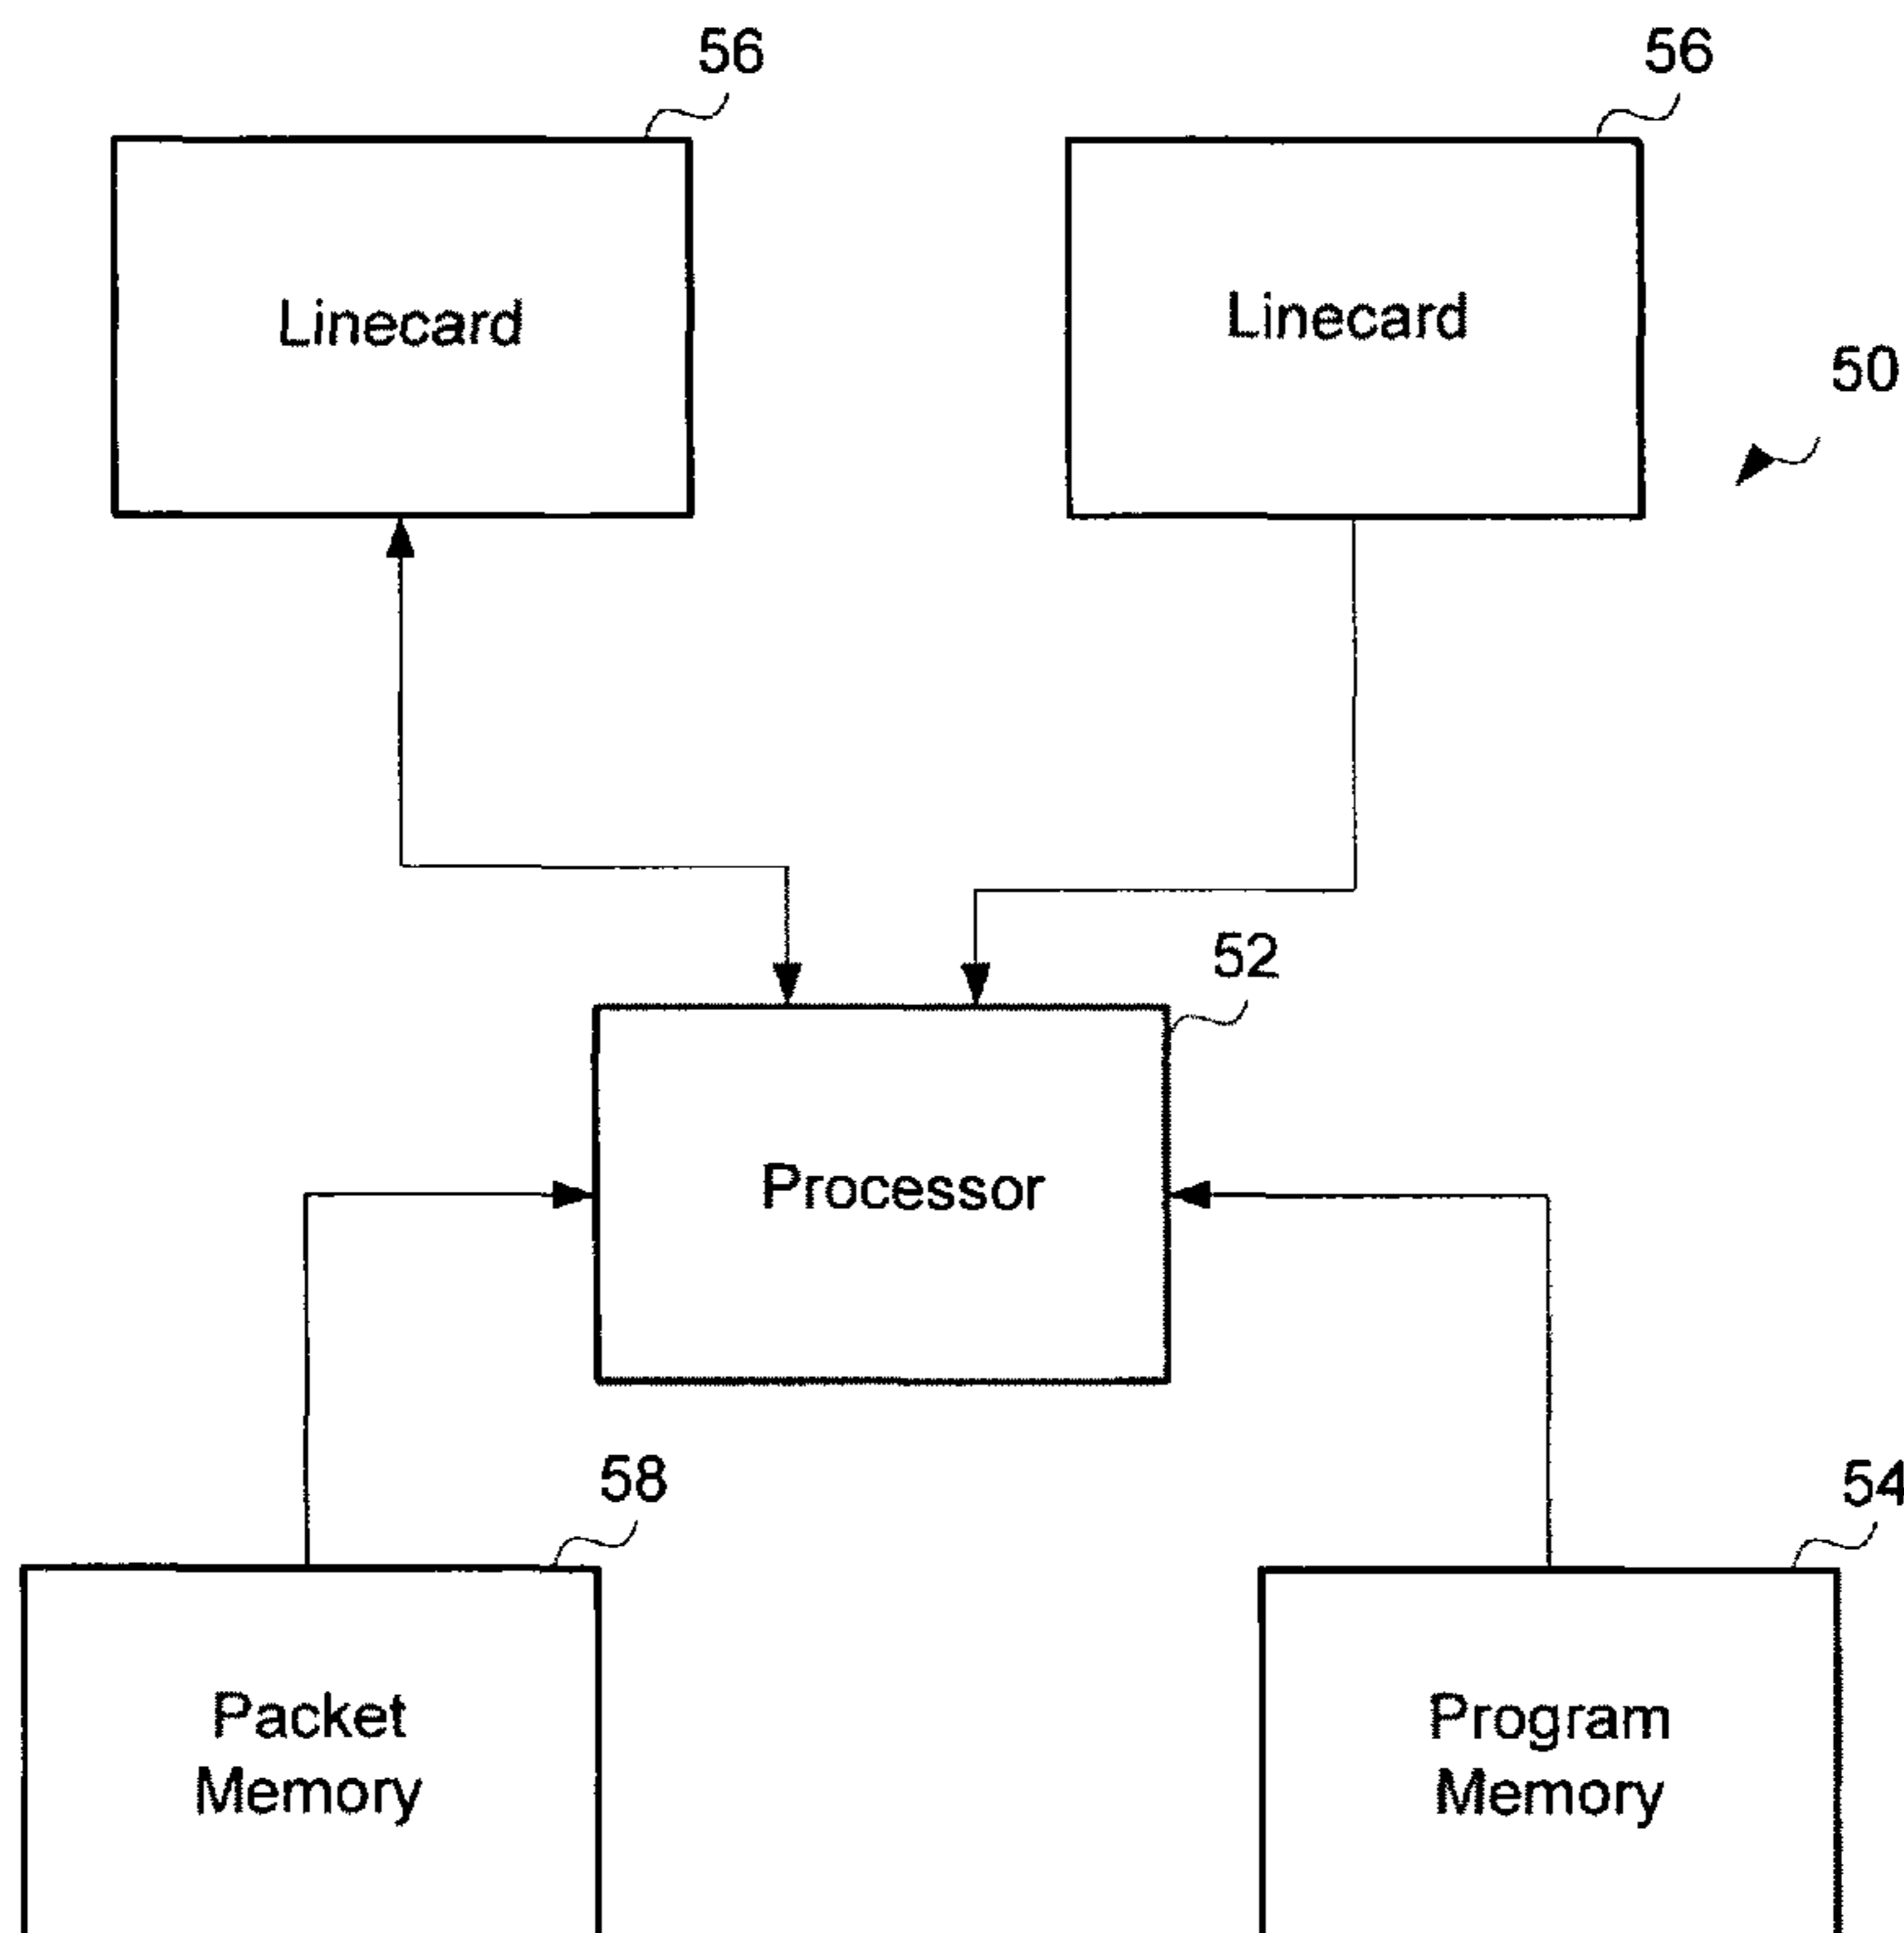 56
56
Linecard
Linecard
50
52
Processor
58
54
Packet
Memory
Program
Memory